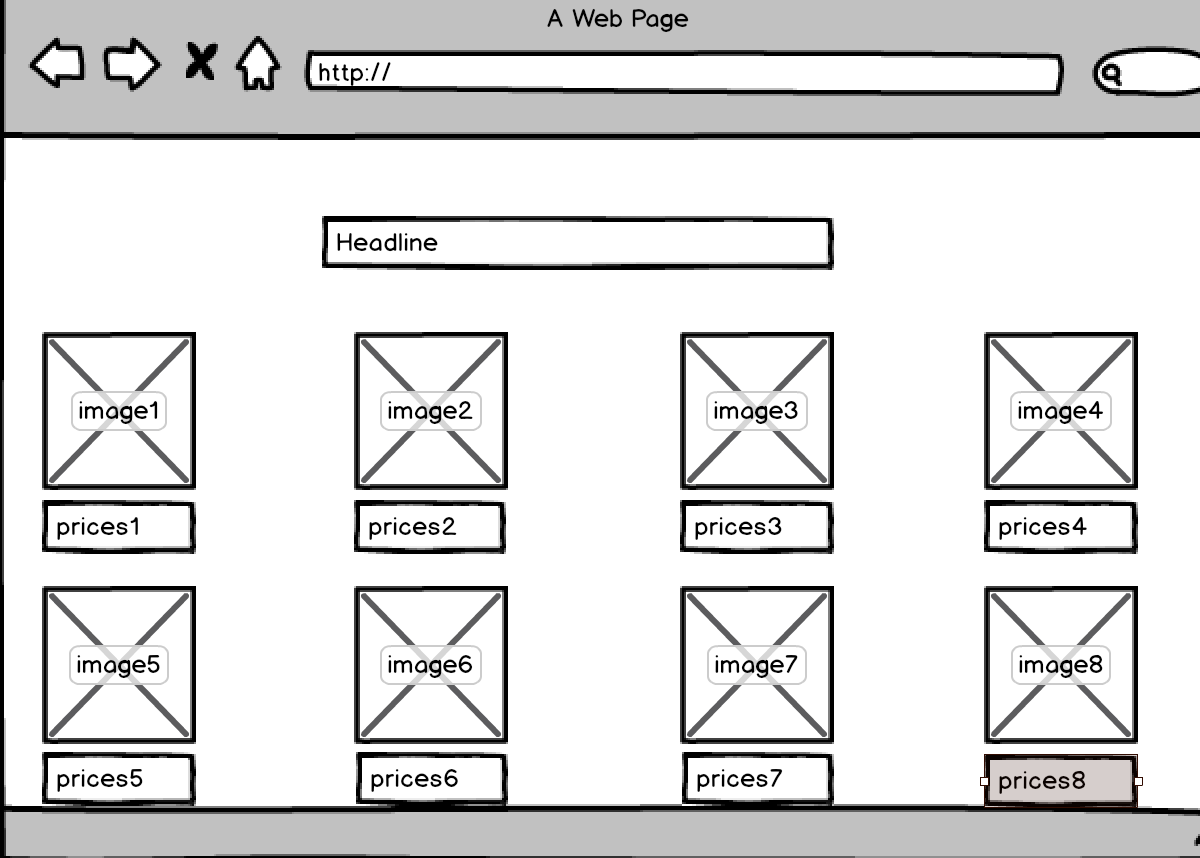 A Web Page
http://
Headline
image1 image2 image3 image4
prices1 prices2 prices3 prices4
image5 image6 image7 image8
prices5 prices6 prices7 prices8